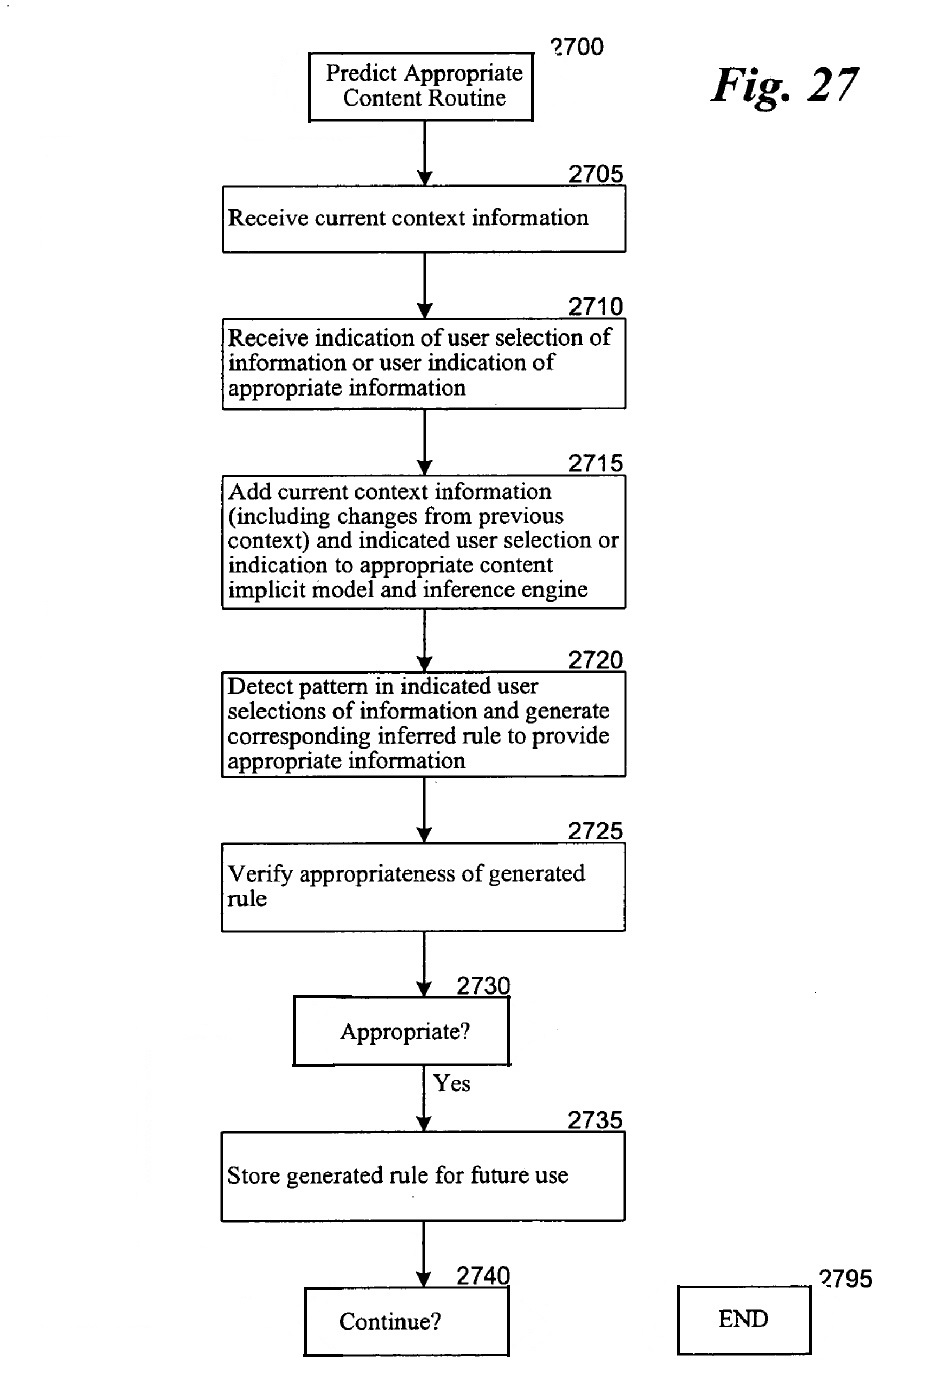 2700
Predict Appropriate
Content Routine
Fig. 27
2705
Receive current context information
2710
Receive indication of user selection of
information or user indication of
appropriate information
2715
Add current context information
(including changes from previous
context) and indicated user selection or
indication to appropriate content
implicit model and inference engine
2720
Detect pattern in indicated user
selections of information and generate
corresponding inferred rule to provide
appropriate information
2725
Verify appropriateness of generated
rule
2730
Appropriate?
Yes
2735
Store generated rule for future use
2740
Continue?
2795
END